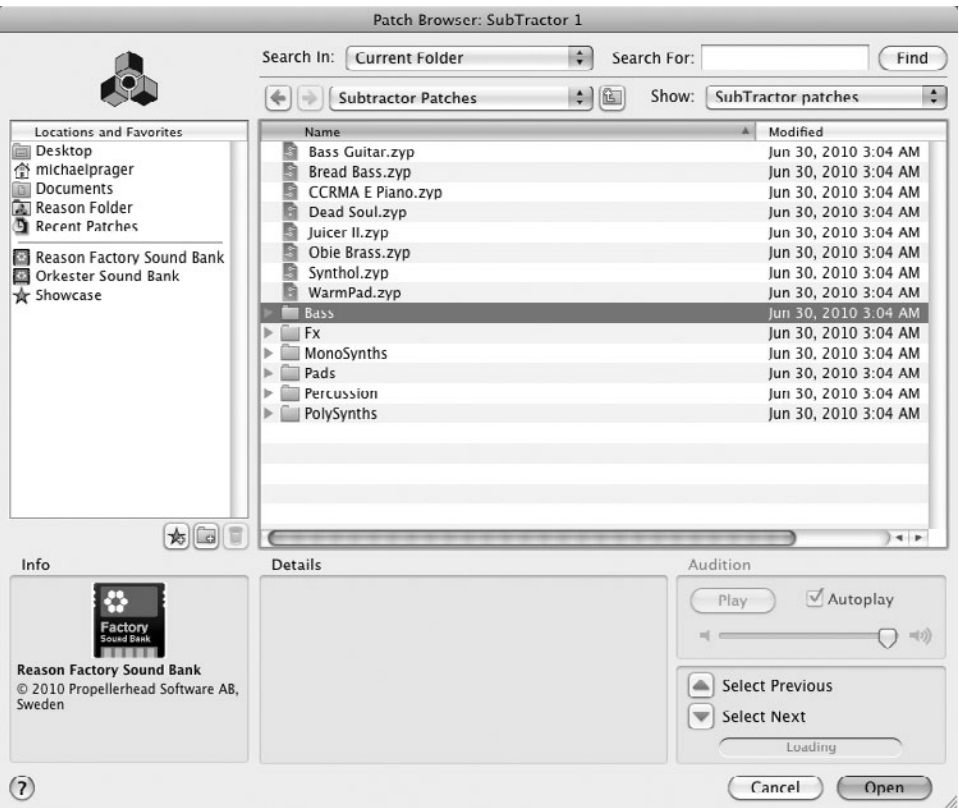 Patch Browser: SubTractor 1
Search In: Current Folder Search For: Find
Subtractor Patches Show: SubTractor patches
Locations and Favorites
Desktop
michaelprager
Documents
Reason Folder
Recent Patches
Reason Factory Sound Bank
Orkester Sound Bank
Showcase
Name Modified
Bass Guitar.zyp Jun 30, 2010 3:04 AM
Bread Bass.zyp Jun 30, 2010 3:04 AM
CCRMA E Piano.zyp Jun 30, 2010 3:04 AM
Dead Soul.zyp Jun 30, 2010 3:04 AM
Juicer II.zyp Jun 30, 2010 3:04 AM
Obie Brass.zyp Jun 30, 2010 3:04 AM
Synthol.zyp Jun 30, 2010 3:04 AM
WarmPad.zyp Jun 30, 2010 3:04 AM
Bass Jun 30, 2010 3:04 AM
Fx Jun 30, 2010 3:04 AM
MonoSynths Jun 30, 2010 3:04 AM
Pads Jun 30, 2010 3:04 AM
Percussion Jun 30, 2010 3:04 AM
PolySynths Jun 30, 2010 3:04 AM
Info
Factory
Sound Bank
Reason Factory Sound Bank
© 2010 Propellerhead Software AB,
Sweden
Details
Audition
Play Autoplay
Select Previous
Select Next
Loading
? Cancel Open